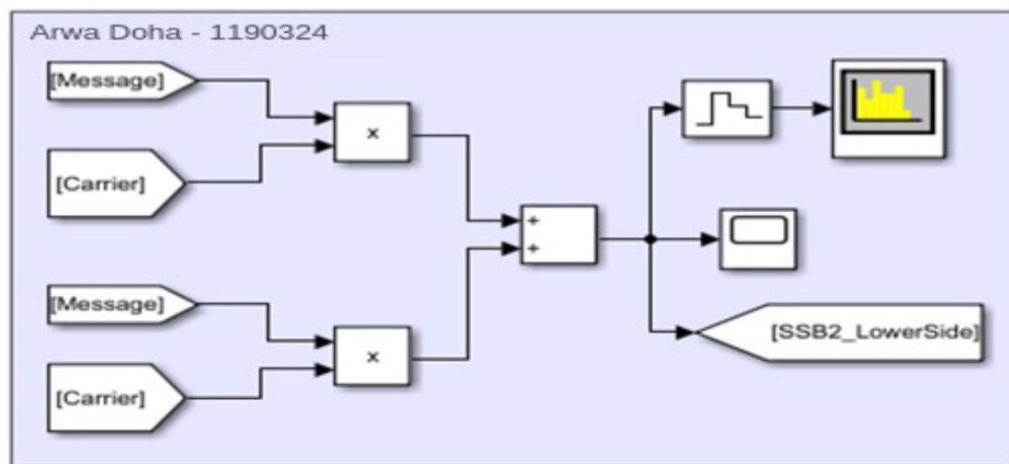 Arwa Doha - 1190324
[Message]
×
[Carrier]
+
+
[Message]
×
[Carrier]
[SSB2_LowerSide]